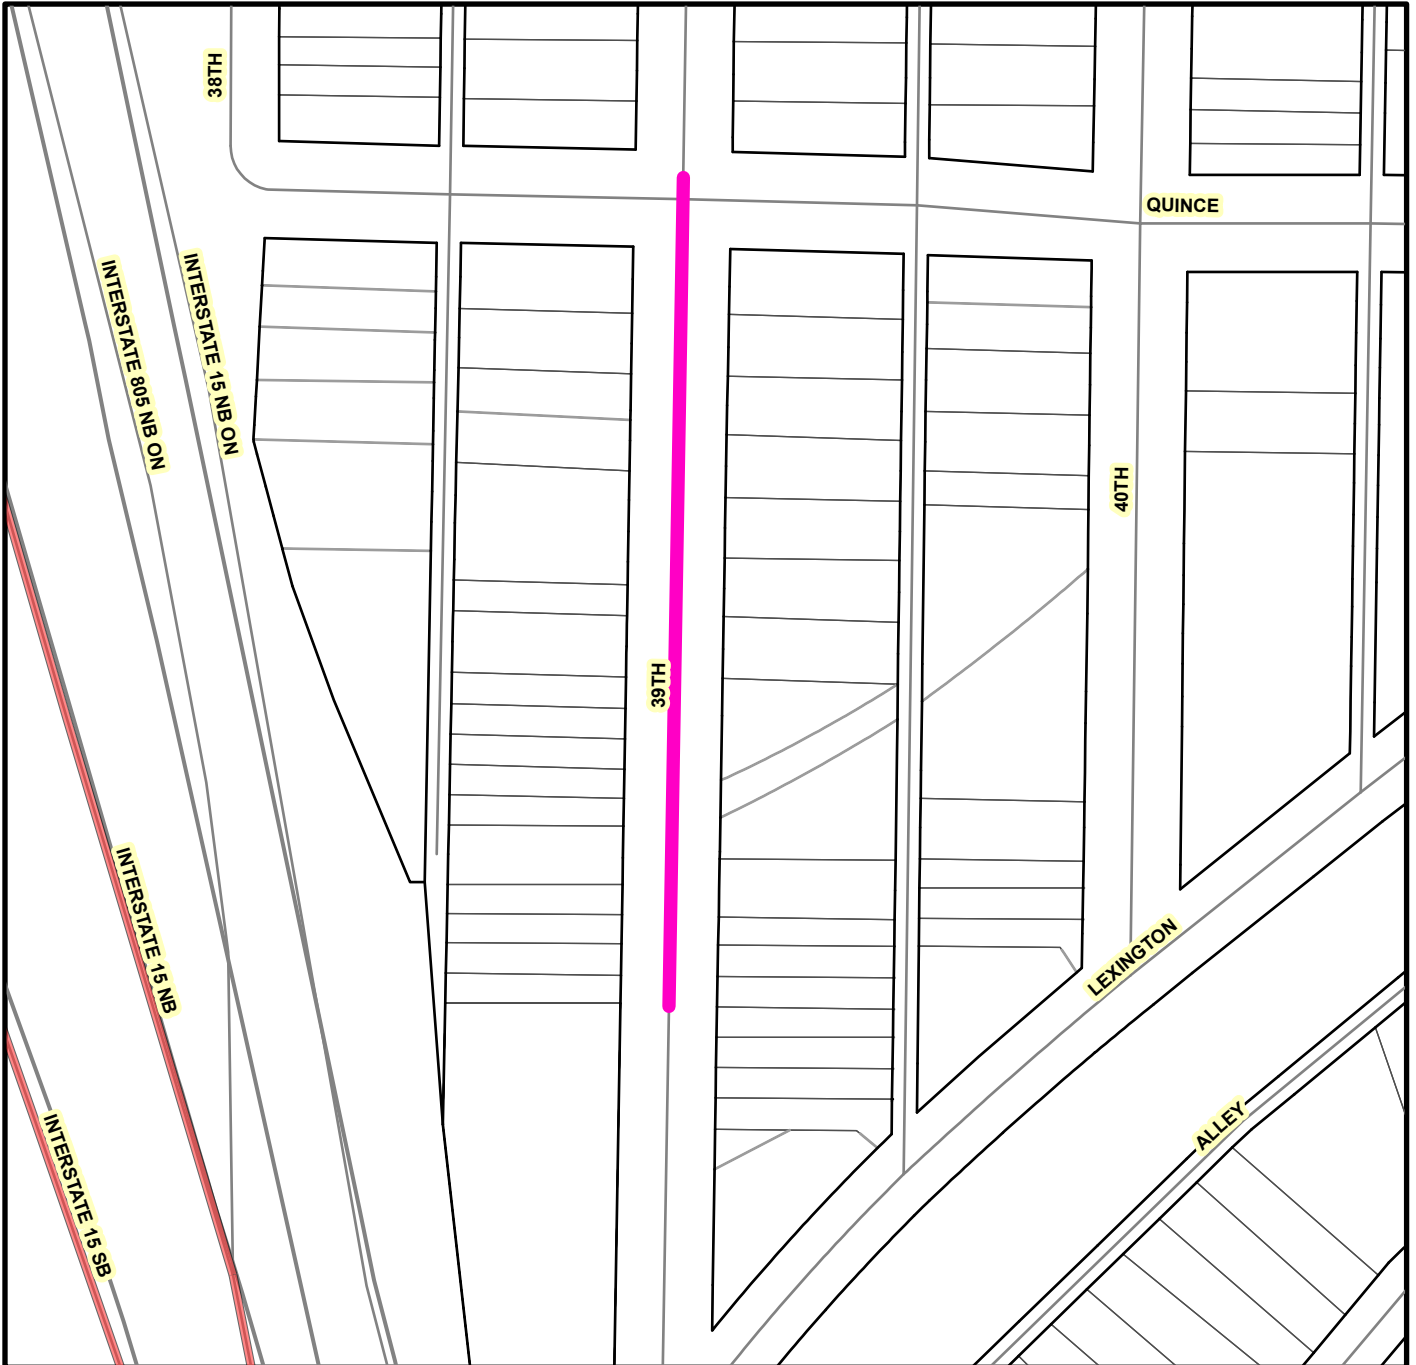 38TH
QUINCE
INTERSTATE 805 NB ON
INTERSTATE 15 NB ON
40TH
39TH
INTERSTATE 15 NB
LEXINGTON
ALLEY
INTERSTATE 15 SB